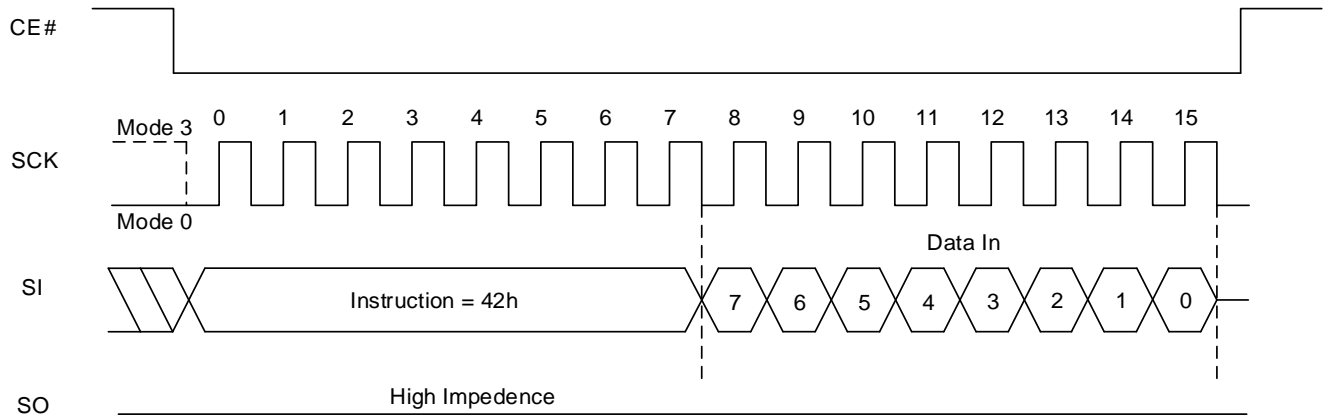 CE#
Mode 3 0 1 2 3 4 5 6 7 8 9 10 11 12 13 14 15
SCK
Mode 0
Data In
SI Instruction = 42h 7 6 5 4 3 2 1 0
High Impedence
SO